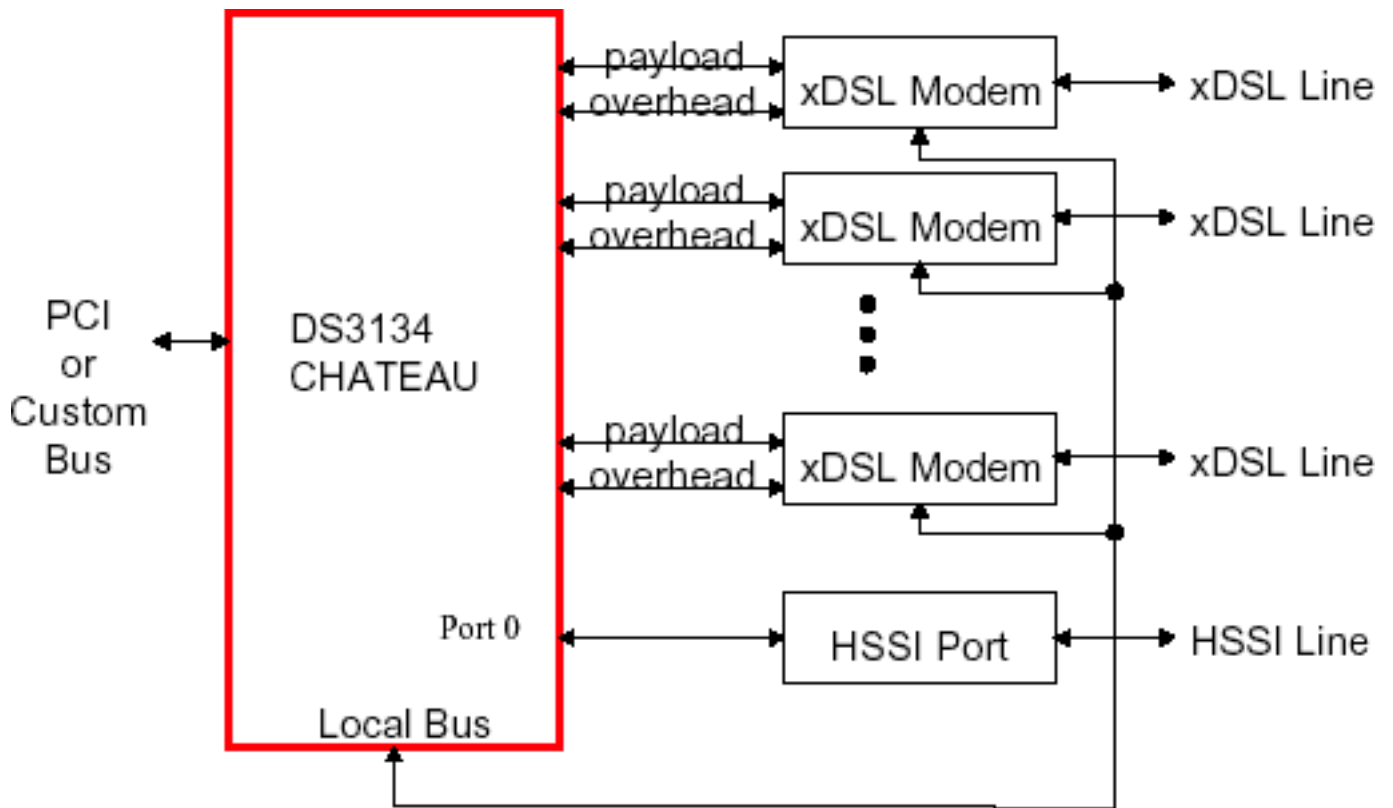 payload
overhead
xDSL Modem
xDSL Line
payload
overhead
xDSL Modem
xDSL Line
PCI
or
Custom
Bus
DS3134
CHATEAU
payload
overhead
xDSL Modem
xDSL Line
Port 0
HSSI Port
HSSI Line
Local Bus